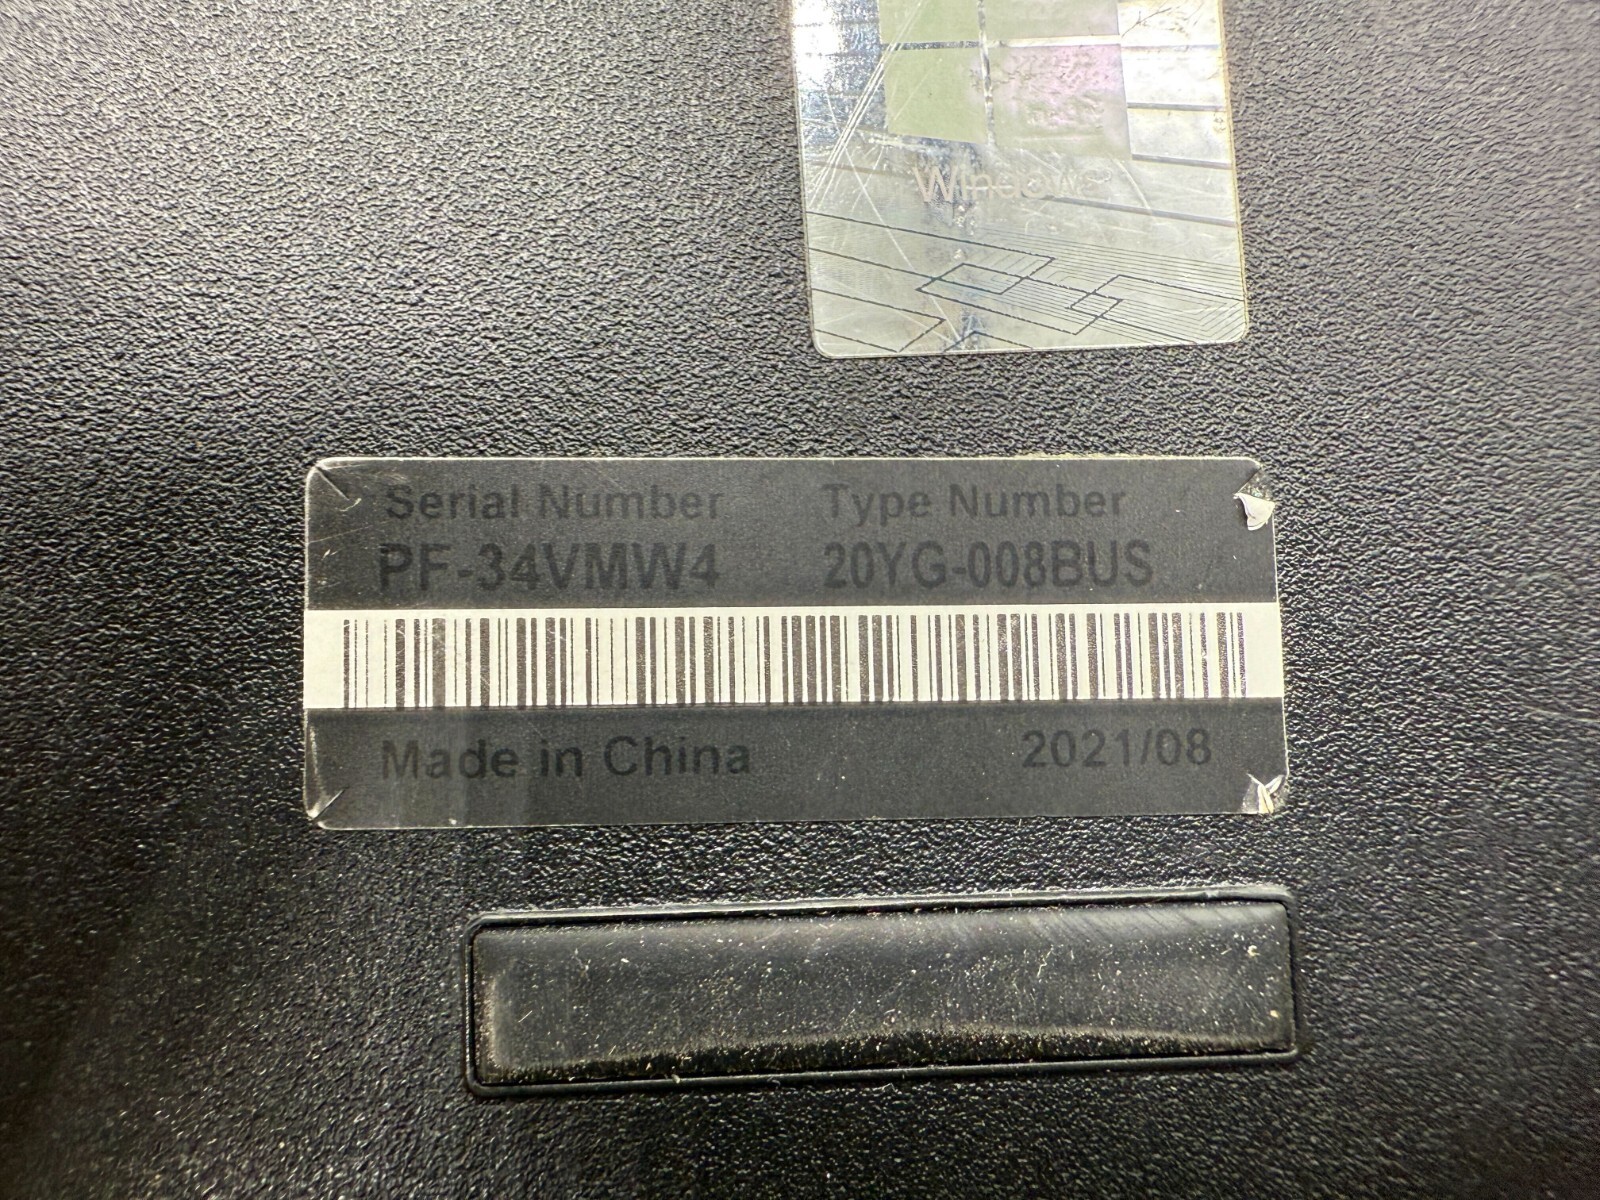 Windows
Serial Number Type Number
PF-34VMW4 20YG-008BUS
Made in China 2021/08